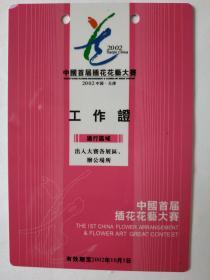 2002
Tianjin China
中國首届插花花藝大賽
2002 中國·天津
工作證
通行區域
出入大賽各展區、
辦公場所
中國首届
插花花藝大賽
THE 1ST CHINA FLOWER ARRANGEMENT
& FLOWER ART GREAT CONTEST
有效期至2002年10月5日